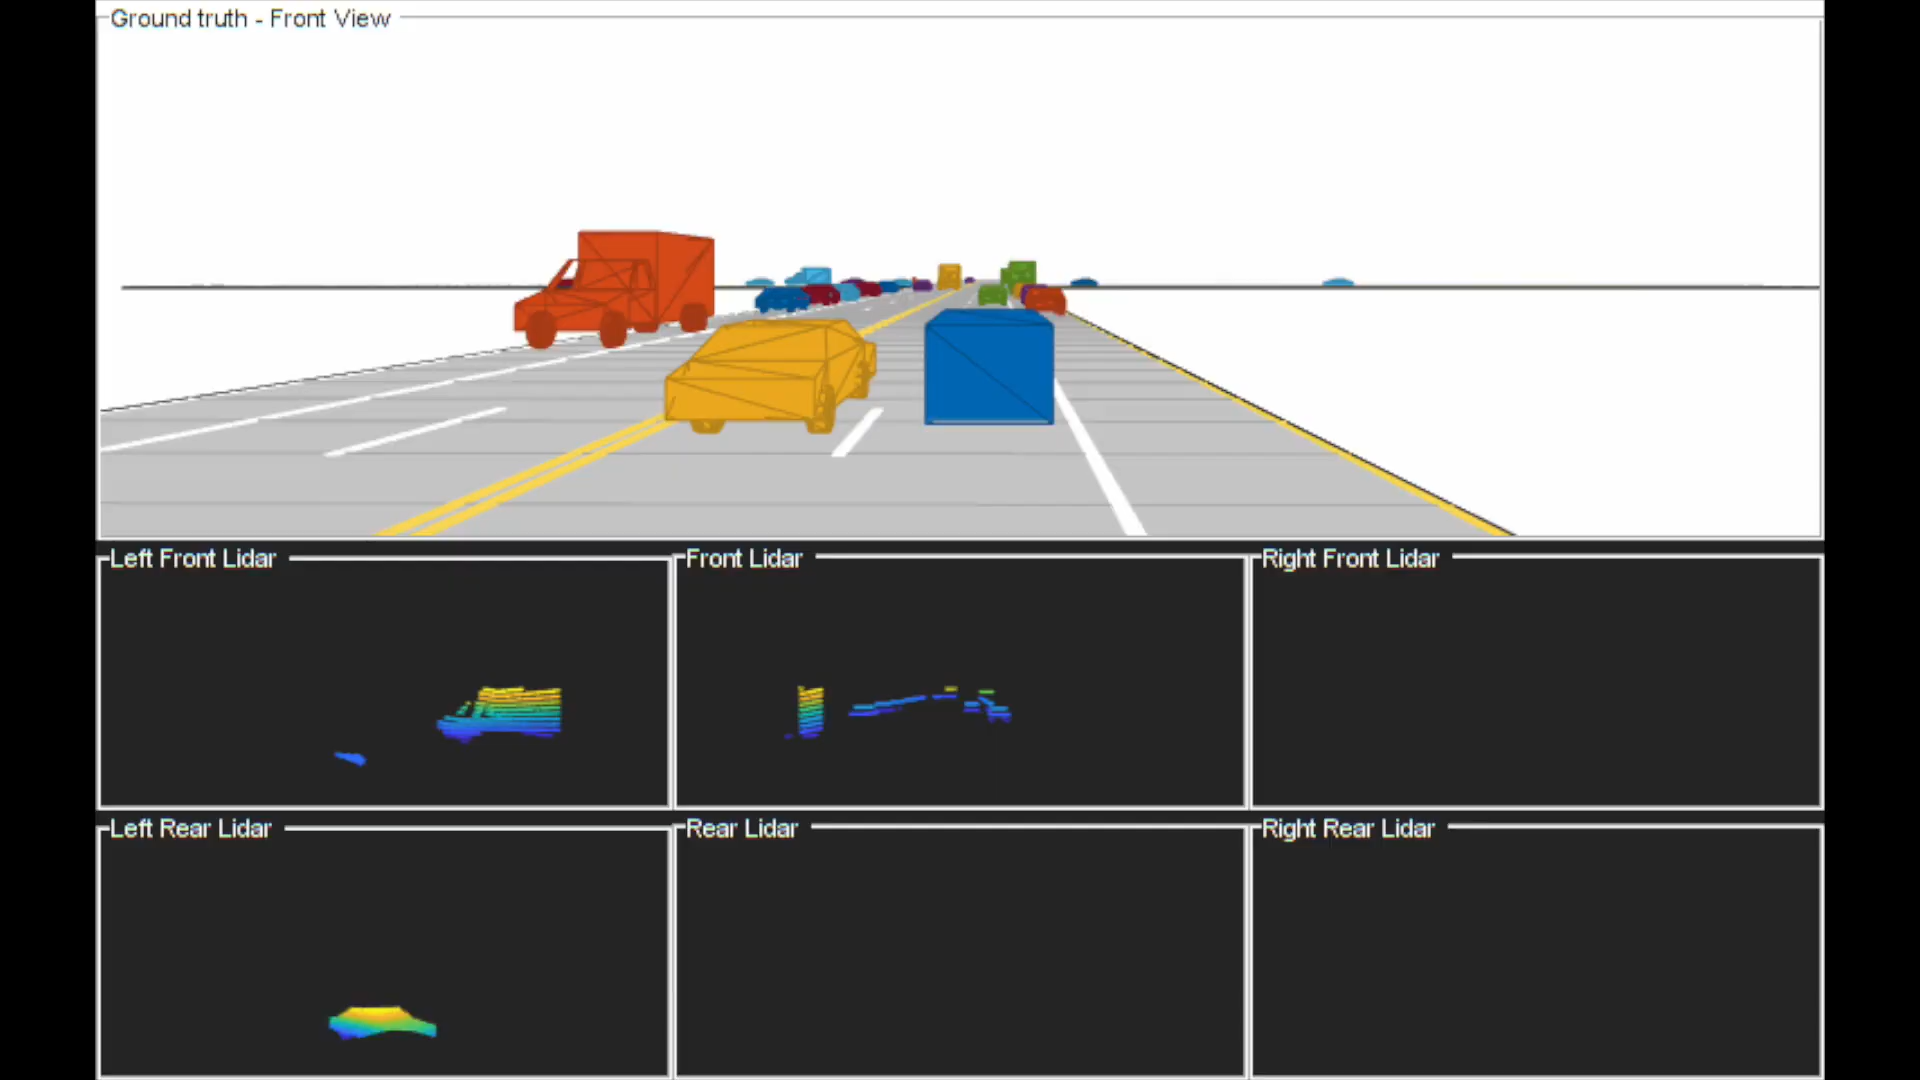 Ground truth - Front View
Left Front Lidar
Front Lidar
Right Front Lidar
Left Rear Lidar
Rear Lidar
Right Rear Lidar